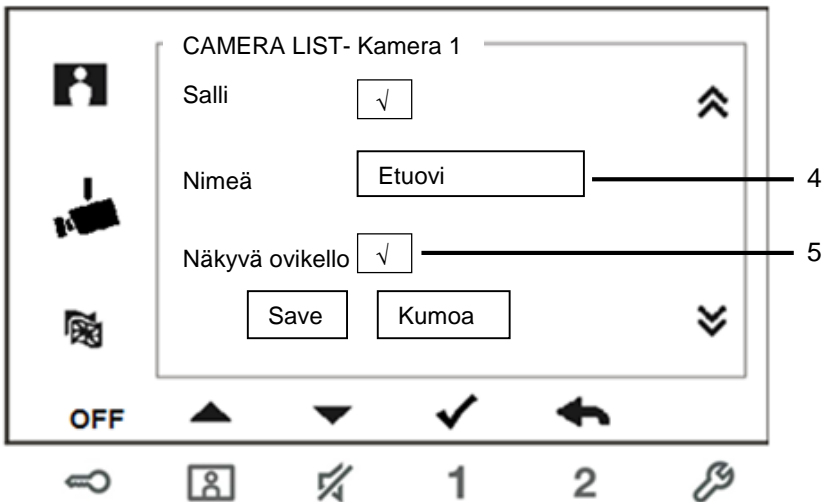 CAMERA LIST- Kamera 1
Salli √
Nimeä Etuovi 4
Näkyvä ovikello √ 5
Save Kumoa
OFF
1 2